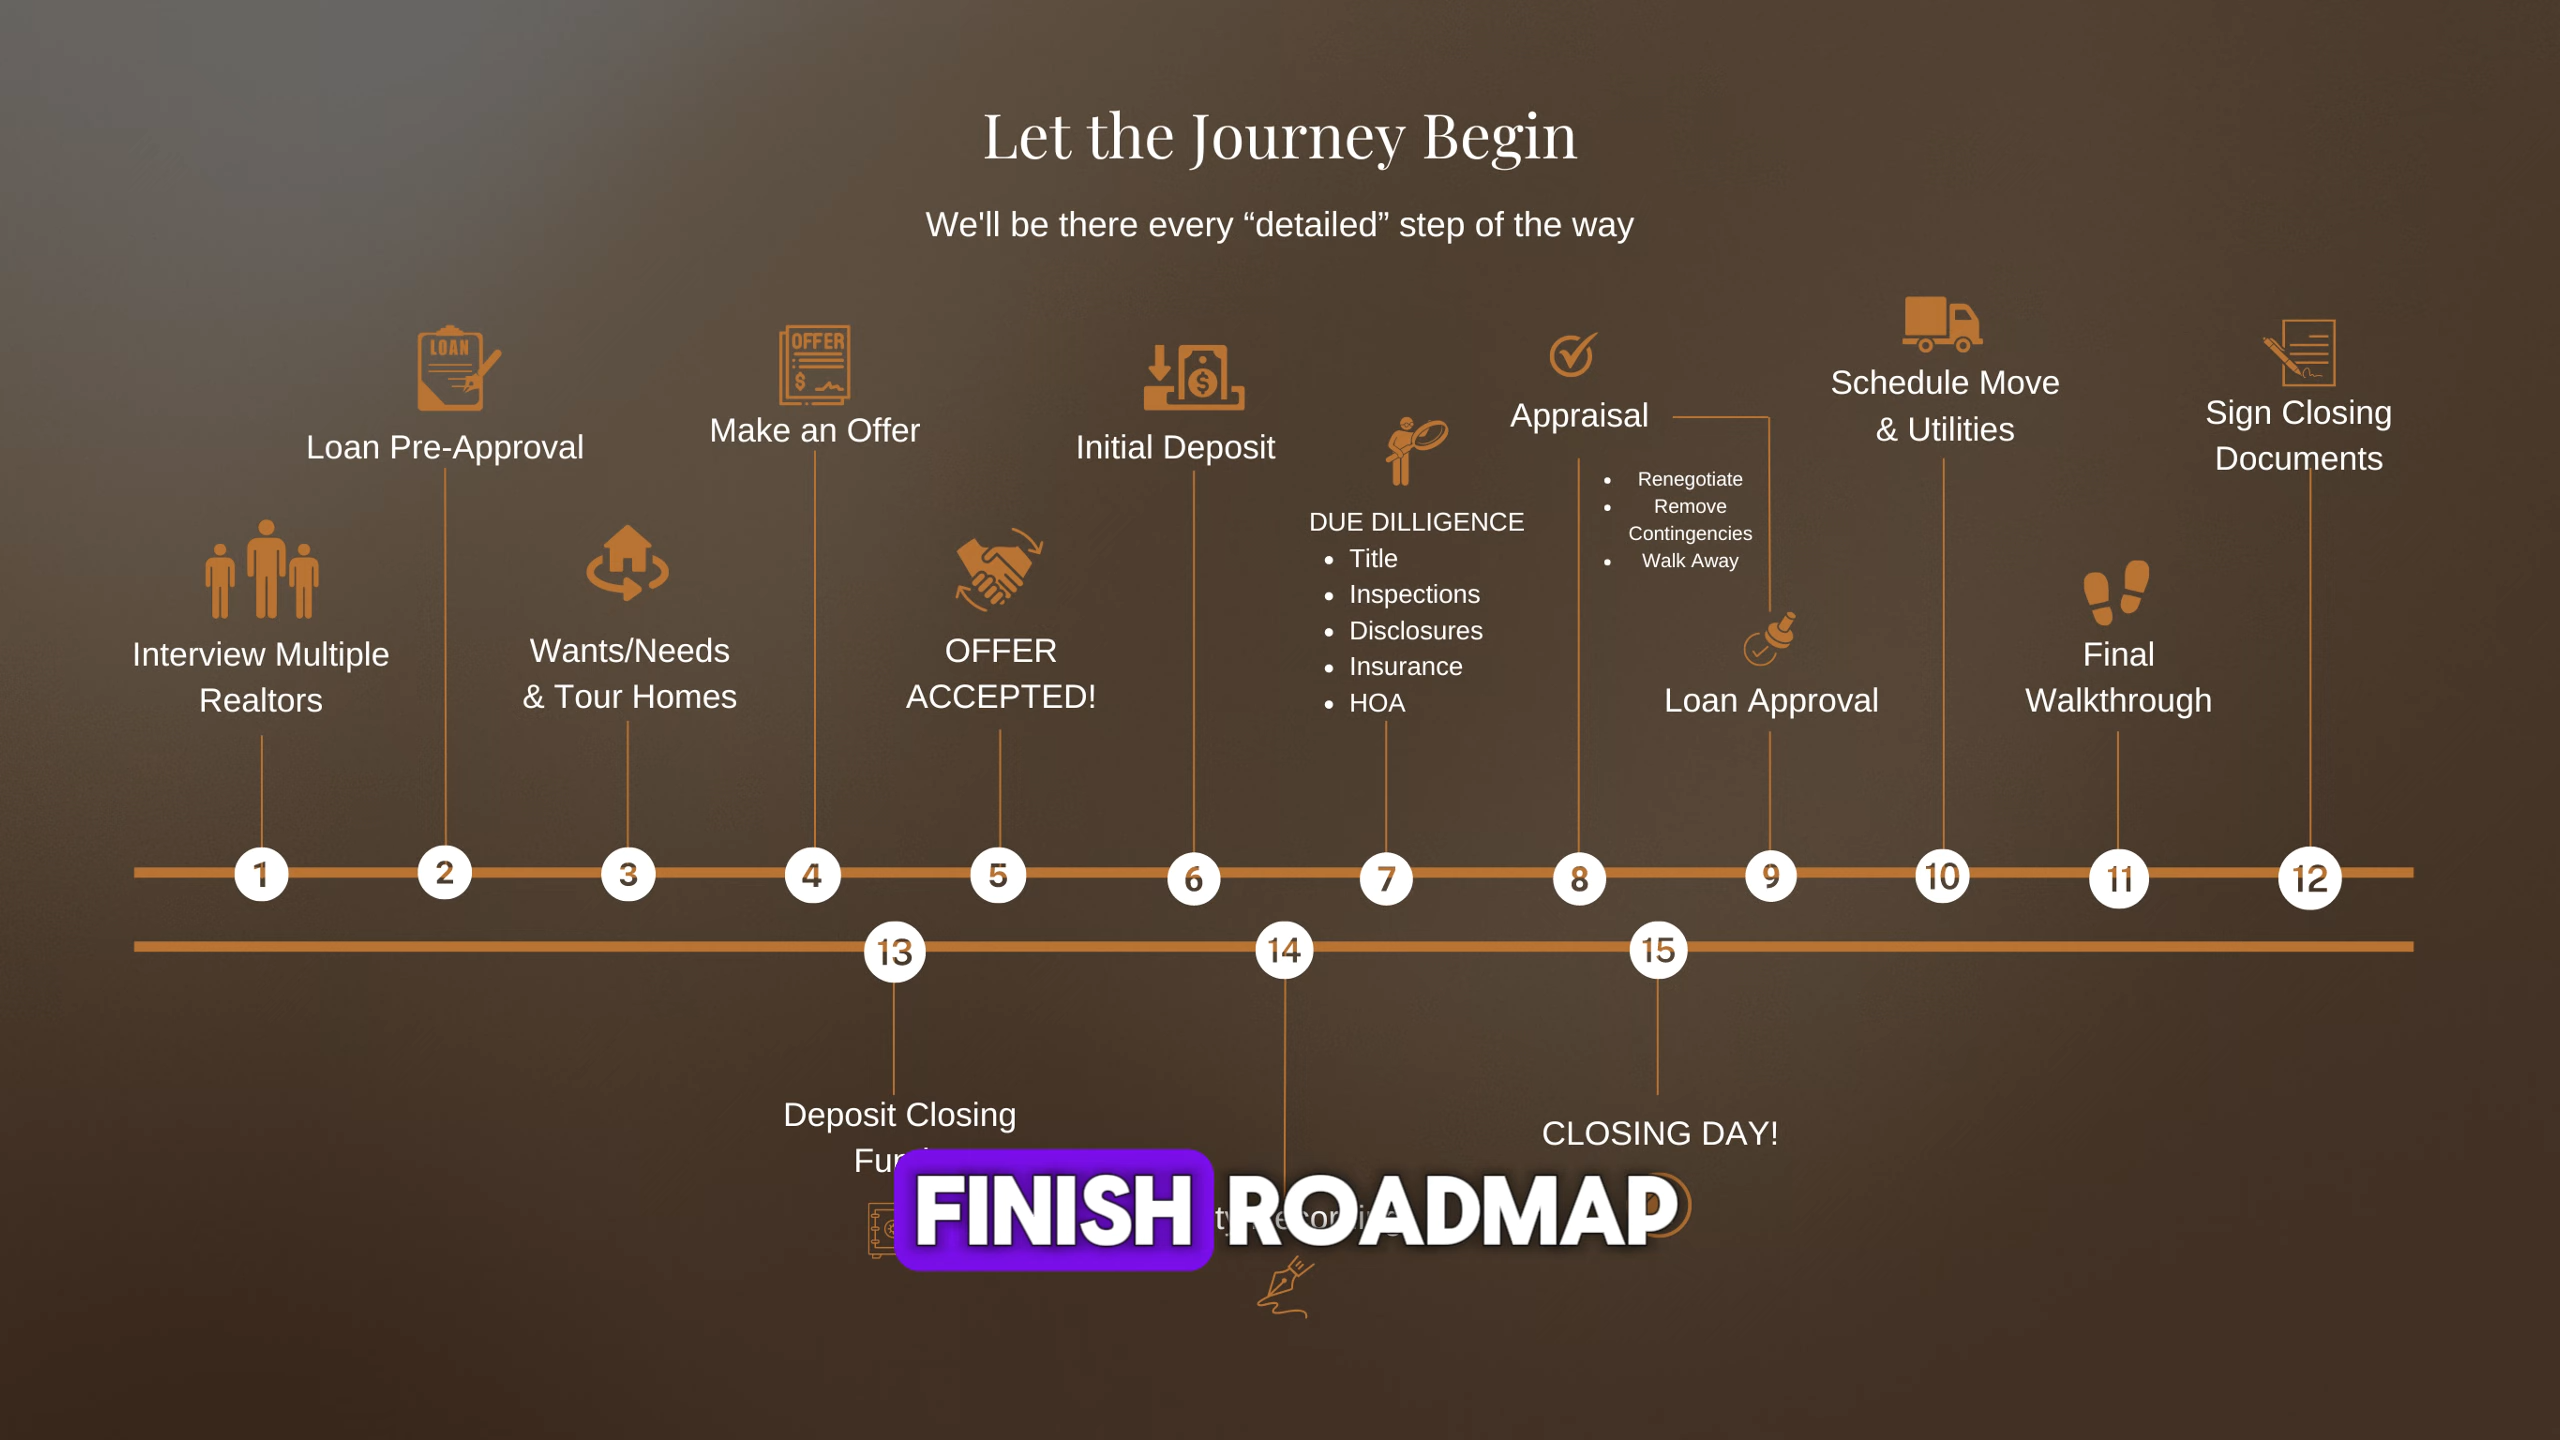 Let the Journey Begin
We'll be there every “detailed” step of the way
LOAN
Loan Pre-Approval
OFFER
$
Make an Offer
$
Initial Deposit
Appraisal
Renegotiate
Remove
Contingencies
Walk Away
Schedule Move
& Utilities
Sign Closing
Documents
Interview Multiple
Realtors
Wants/Needs
& Tour Homes
OFFER
ACCEPTED!
DUE DILLIGENCE
Title
Inspections
Disclosures
Insurance
HOA
Loan Approval
Final
Walkthrough
1
2
3
4
5
6
7
8
9
10
11
12
13
14
15
Deposit Closing
CLOSING DAY!
FINISH ROADMAP